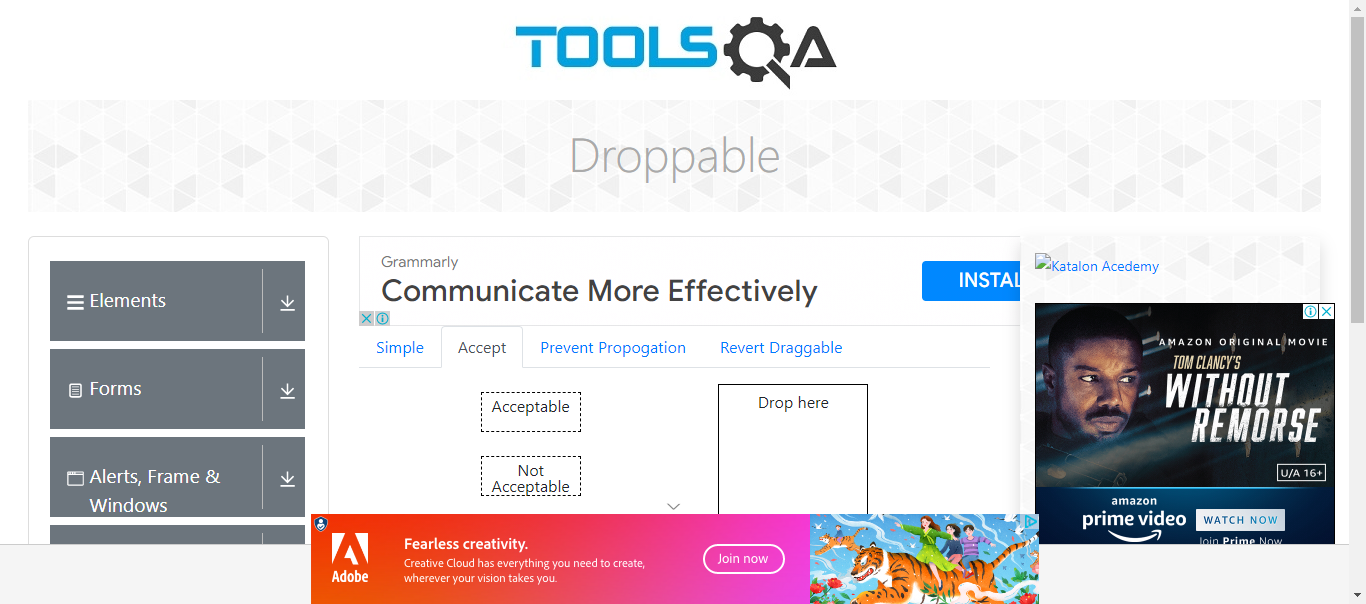 TOOLSQA
Droppable
Elements
Forms
Alerts, Frame &
Windows
Grammarly
Communicate More Effectively
INSTAL
Simple
Accept
Prevent Propogation
Revert Draggable
Acceptable
Not
Acceptable
Drop here
Katalon Acedemy
AMAZON ORIGINAL MOVIE
TOM CLANCY'S
WITHOUT
REMORSE
U/A 16+
amazon
prime video
WATCH NOW
Join Prime Now
Adobe
Fearless creativity.
Creative Cloud has everything you need to create,
wherever your vision takes you.
Join now